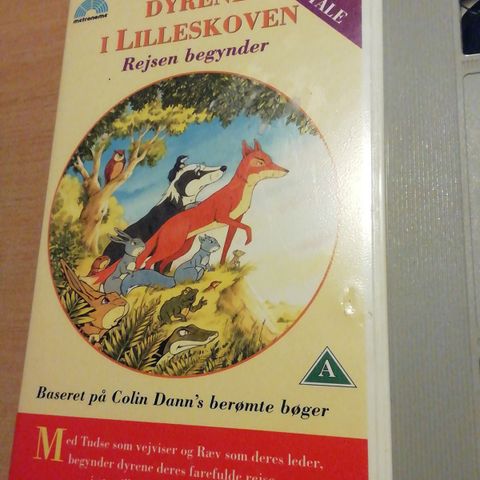 metronome
DYRENE
I LILLESKOVEN
TALE
Rejsen begynder
A
Baseret på Colin Dann's berømte bøger
Med Tudse som vejviser og Ræv som deres leder,
begynder dyrene deres farefulde rejse